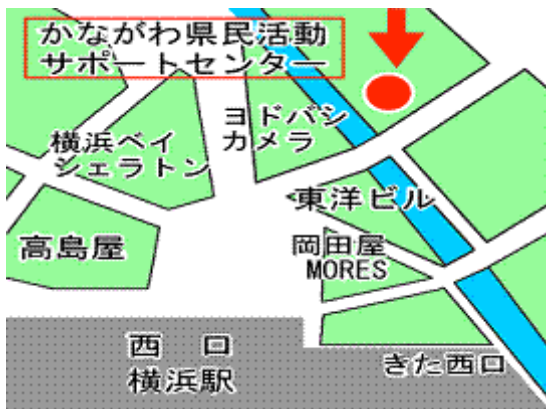 かながわ県民活動
サポートセンター
ヨドバシ
カメラ
横浜ベイ
シェラトン
東洋ビル
高島屋
岡田屋
MORES
西 口
横浜駅
きた西口